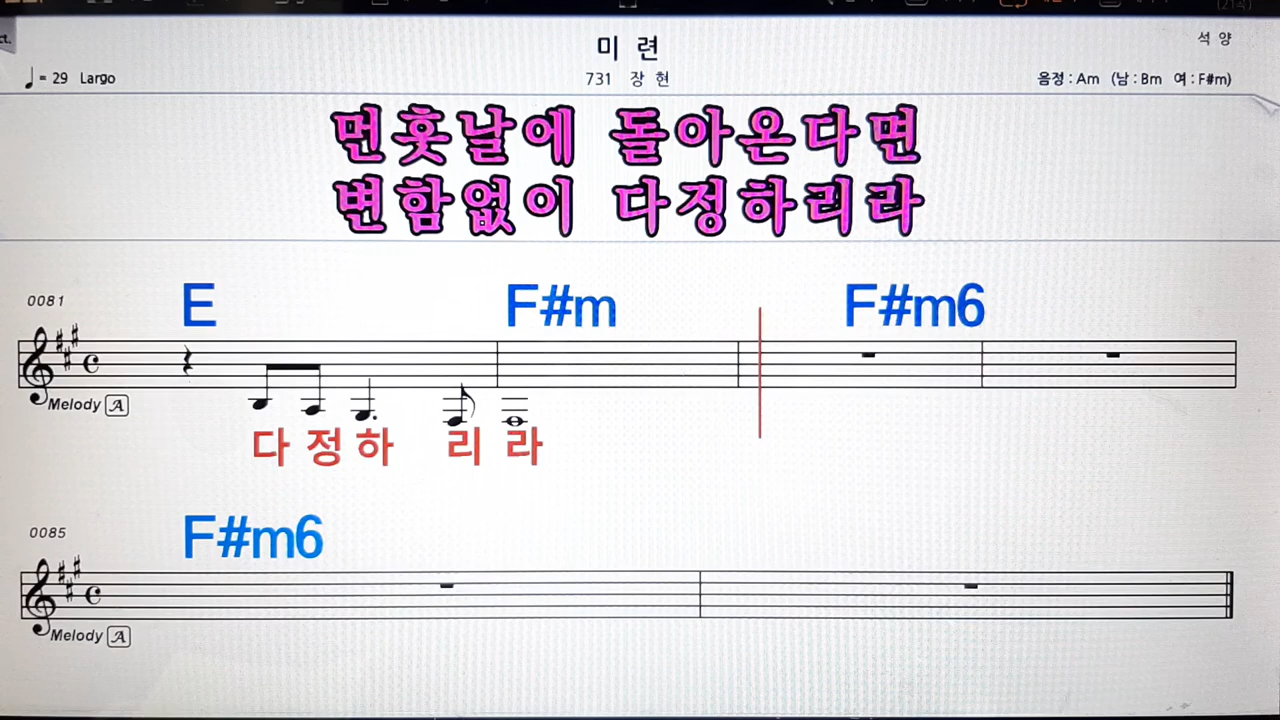 미 련
석 양
♩= 29 Largo
731 장 현
음정 : Am (남 : Bm 여 : F#m)
먼훗날에 돌아온다면
변함없이 다정하리라
0081
E F#m F#m6
Melody A
다 정 하 리 라
0085
F#m6
Melody A